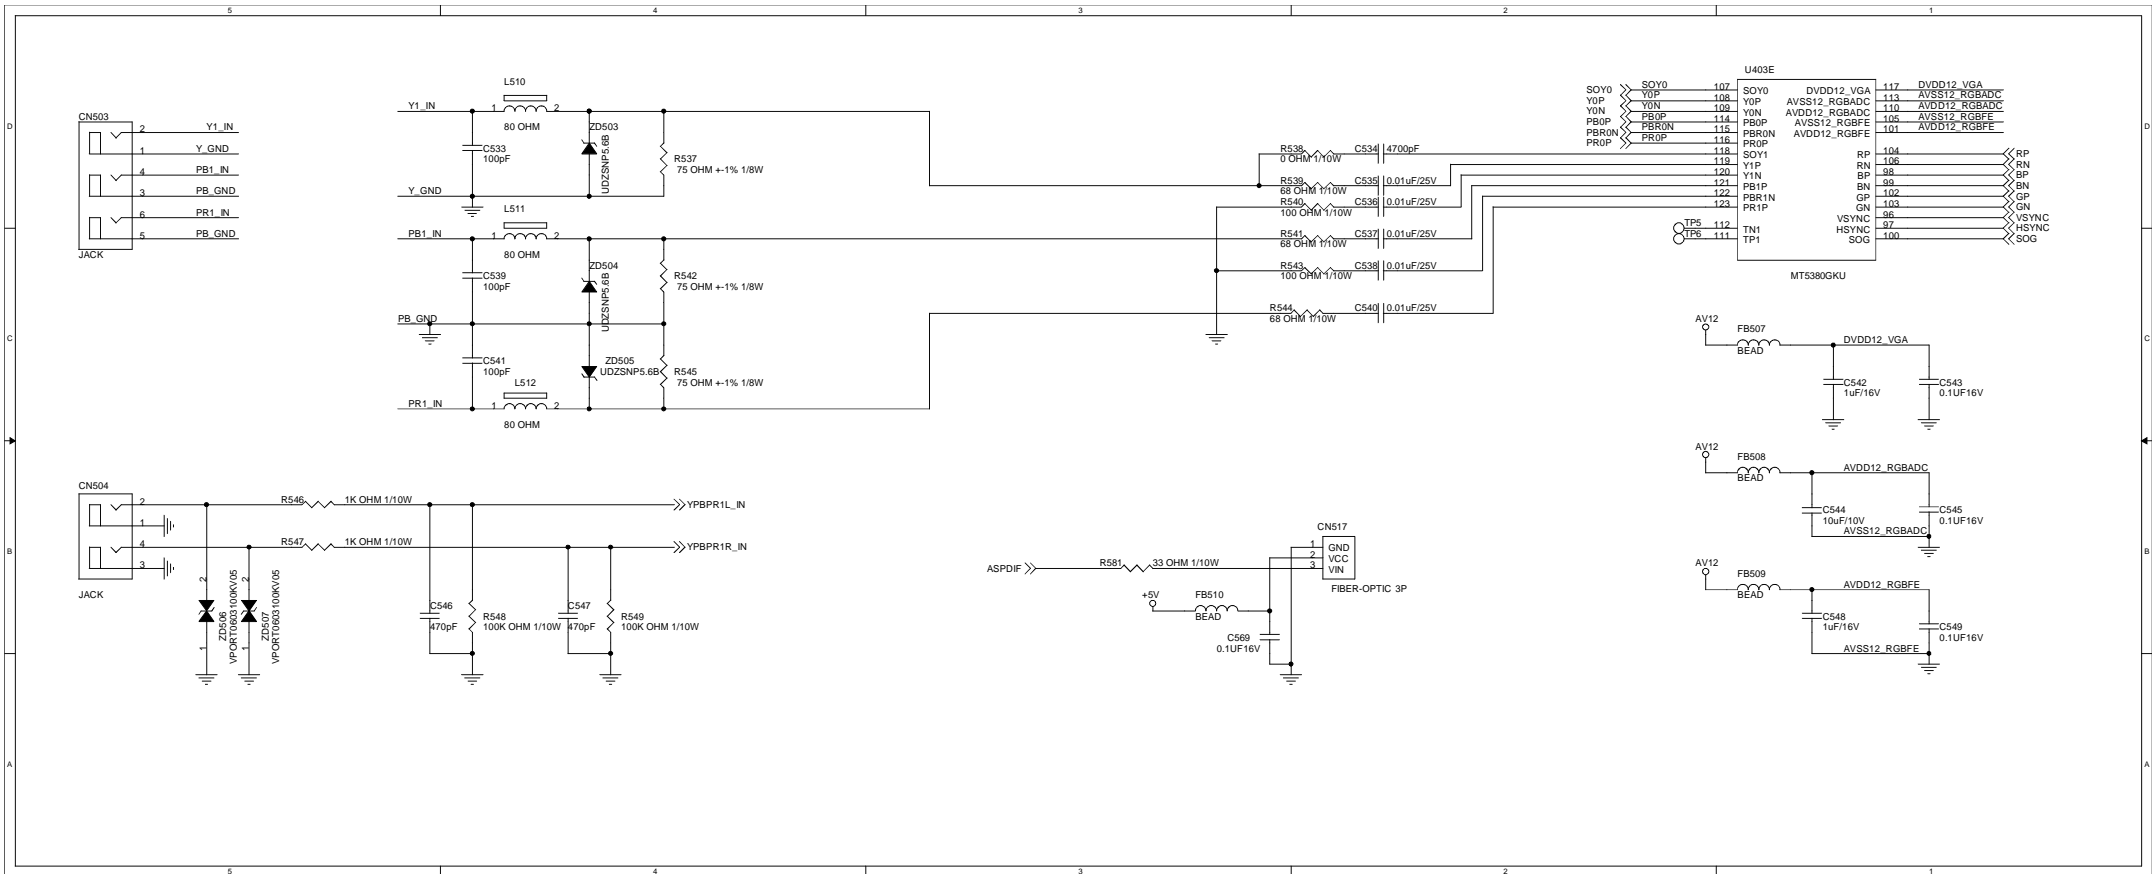 5 4 3 2 1
D
C
B
A
CN503
2 Y1_IN
1 Y_GND
4 PB1_IN
3 PB_GND
6 PR1_IN
5 PB_GND
JACK
L510
Y1_IN 1 2
80 OHM
C533
100pF
ZD503
UDZSNP5.6B
R537
75 OHM +-1% 1/8W
Y_GND
L511
PB1_IN 1 2
80 OHM
C539
100pF
ZD504
UDZSNP5.6B
R542
75 OHM +-1% 1/8W
PB_GND
C541
100pF
ZD505
UDZSNP5.6B
R545
75 OHM +-1% 1/8W
L512
PR1_IN 1 2
80 OHM
R538 C534 4700pF
0 OHM 1/10W
R539 C535 0.01uF/25V
68 OHM 1/10W
R540 C536 0.01uF/25V
100 OHM 1/10W
R541 C537 0.01uF/25V
68 OHM 1/10W
R543 C538 0.01uF/25V
100 OHM 1/10W
R544 C540 0.01uF/25V
68 OHM 1/10W
U403E
SOY0 SOY0 107 SOY0
Y0P Y0P 108 Y0P
Y0N Y0N 109 Y0N
PB0P PB0P 114 PB0P
PBR0N PBR0N 115 PBR0N
PR0P PR0P 116 PR0P
118 SOY1
119 Y1P
120 Y1N
121 PB1P
122 PBR1N
123 PR1P
TP5 112 TN1
TP6 111 TP1
DVDD12_VGA 117 DVDD12_VGA
AVSS12_RGBADC 113 AVSS12_RGBADC
AVDD12_RGBADC 110 AVDD12_RGBADC
AVSS12_RGBFE 105 AVSS12_RGBFE
AVDD12_RGBFE 101 AVDD12_RGBFE
RP 104 RP
RN 106 RN
BP 98 BP
BN 99 BN
GP 102 GP
GN 103 GN
VSYNC 96 VSYNC
HSYNC 97 HSYNC
SOG 100 SOG
MT5380GKU
AV12
FB507
BEAD
DVDD12_VGA
C542
1uF/16V
C543
0.1UF16V
AV12
FB508
BEAD
AVDD12_RGBADC
C544
10uF/10V
C545
0.1UF16V
AVSS12_RGBADC
AV12
FB509
BEAD
AVDD12_RGBFE
C548
1uF/16V
C549
0.1UF16V
AVSS12_RGBFE
CN504
2 R546 1K OHM 1/10W YPBPR1L_IN
1
4 R547 1K OHM 1/10W YPBPR1R_IN
3
JACK
2 ZD506 1
VPORT0603100KV05
2 ZD507 1
VPORT0603100KV05
C546
470pF
R548
100K OHM 1/10W
C547
470pF
R549
100K OHM 1/10W
CN517
1 GND
2 VCC
3 VIN
FIBER-OPTIC 3P
ASPDIF R581 33 OHM 1/10W
+5V
FB510
BEAD
C569
0.1UF16V
5 4 3 2 1
D
C
B
A